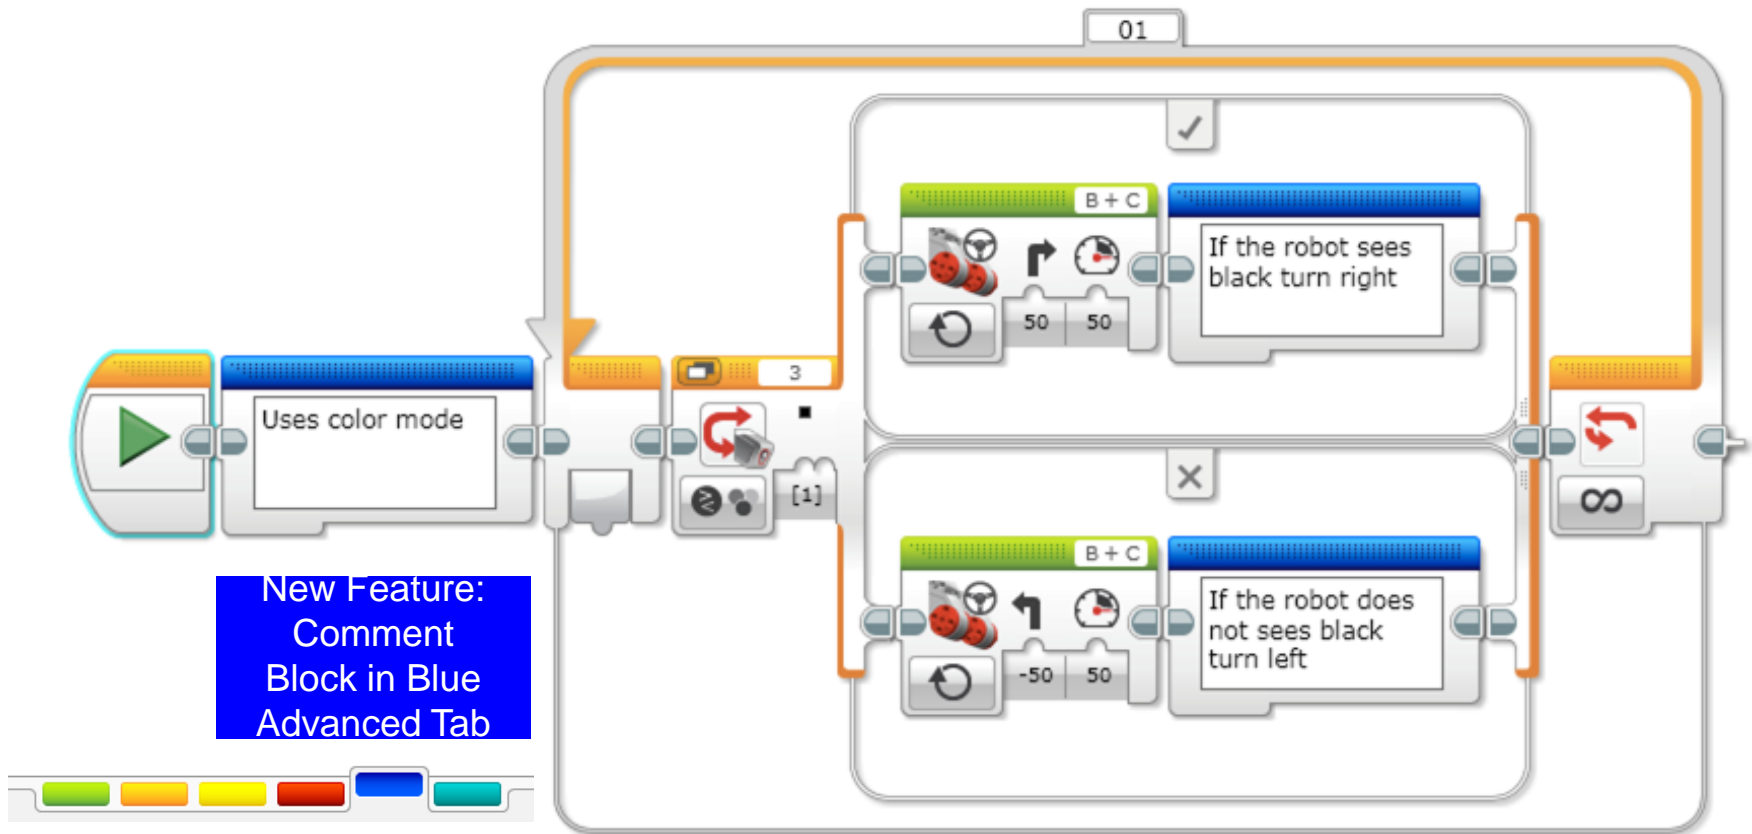 01
B + C
If the robot sees
black turn right
50 50
3
Uses color mode
[1]
B + C
If the robot does
not sees black
turn left
-50 50
New Feature:
Comment
Block in Blue
Advanced Tab